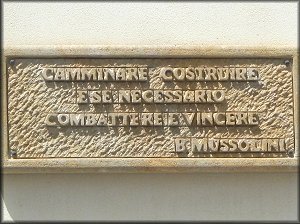 CAMMINARE COSTRUIRE
E SE NECESSARIO
COMBATTERE E VINCERE
B. MUSSOLINI